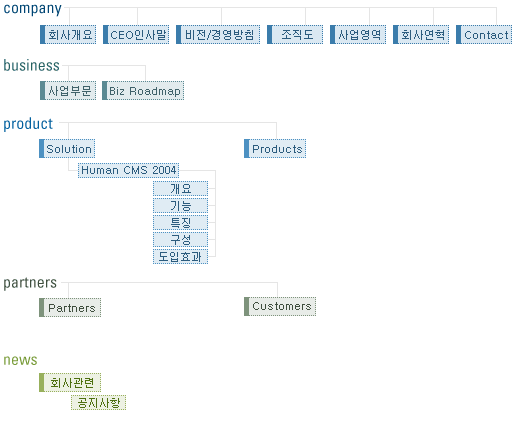 company
회사개요 CEO인사말 비전/경영방침 조직도 사업영역 회사연혁 Contact
business
사업부문 Biz Roadmap
product
Solution Products
Human CMS 2004
개요
기능
특징
구성
도입효과
partners
Partners Customers
news
회사관련
공지사항